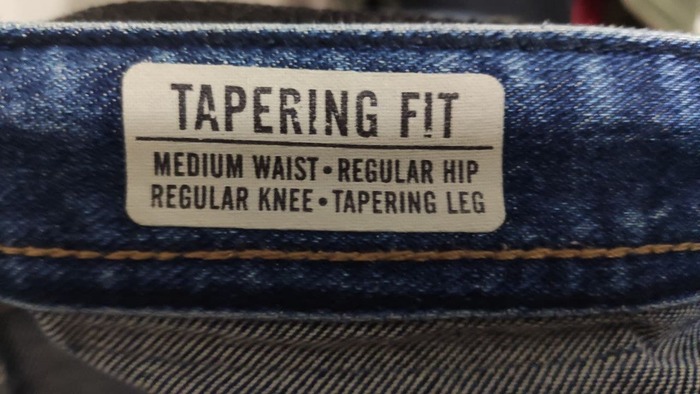 TAPERING FIT
MEDIUM WAIST • REGULAR HIP
REGULAR KNEE • TAPERING LEG